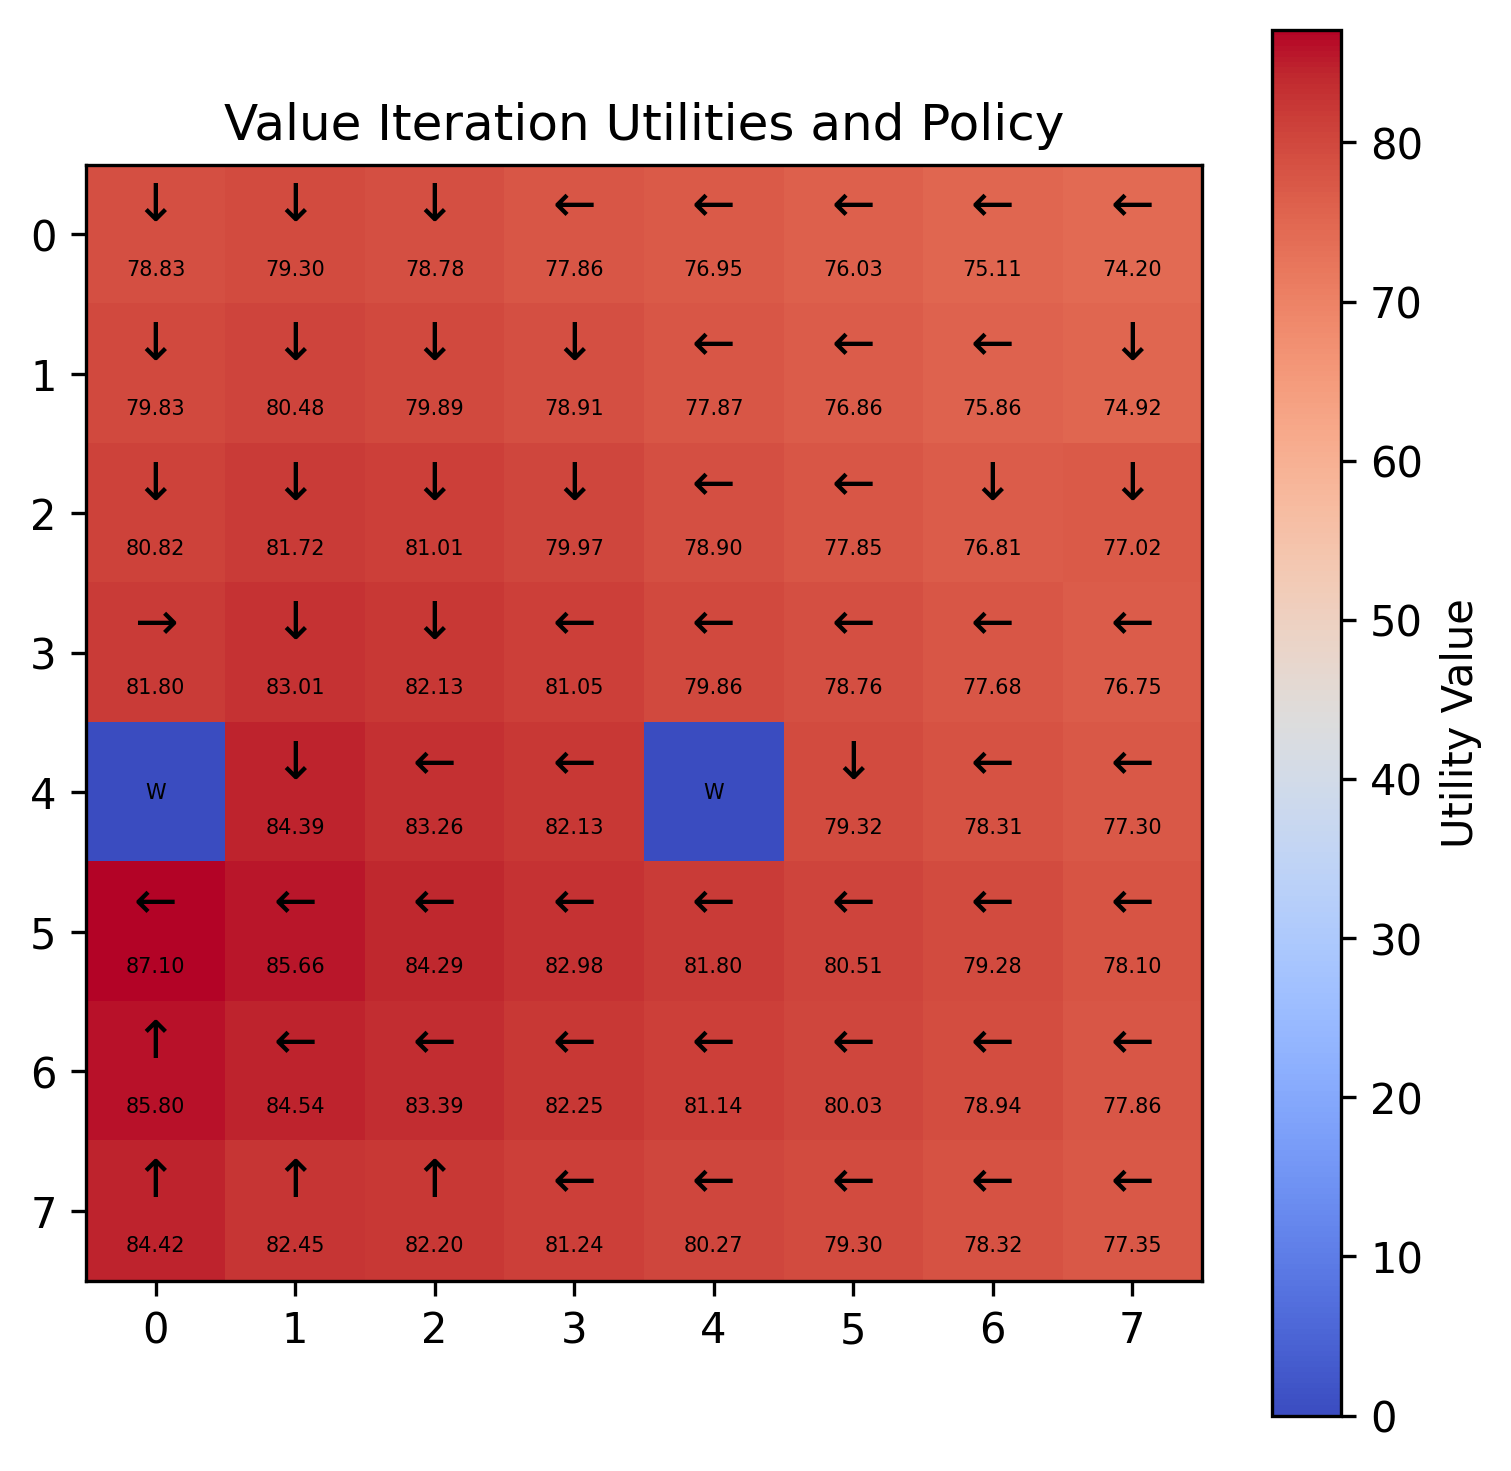 Value Iteration Utilities and Policy
0 ↓ ↓ ↓ ← ← ← ← ←
78.83 79.30 78.78 77.86 76.95 76.03 75.11 74.20
1 ↓ ↓ ↓ ↓ ← ← ← ↓
79.83 80.48 79.89 78.91 77.87 76.86 75.86 74.92
2 ↓ ↓ ↓ ↓ ← ← ↓ ↓
80.82 81.72 81.01 79.97 78.90 77.85 76.81 77.02
3 → ↓ ↓ ← ← ← ← ←
81.80 83.01 82.13 81.05 79.86 78.76 77.68 76.75
↓ ← ← ↓ ← ←
4 W W
84.39 83.26 82.13 79.32 78.31 77.30
5 ← ← ← ← ← ← ← ←
87.10 85.66 84.29 82.98 81.80 80.51 79.28 78.10
6 ↑ ← ← ← ← ← ← ←
85.80 84.54 83.39 82.25 81.14 80.03 78.94 77.86
7 ↑ ↑ ↑ ← ← ← ← ←
84.42 82.45 82.20 81.24 80.27 79.30 78.32 77.35
0 1 2 3 4 5 6 7
80
70
60
50
40
30
20
10
0
Utility Value